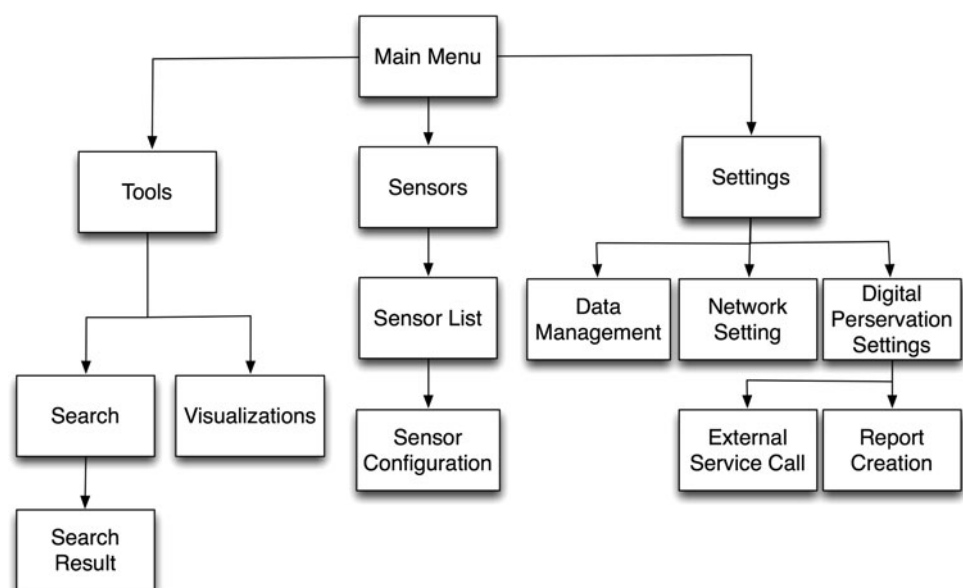 Main Menu
Tools
Sensors
Settings
Sensor List
Data
Management
Network
Setting
Digital
Perservation
Settings
Search
Visualizations
Sensor
Configuration
External
Service Call
Report
Creation
Search
Result